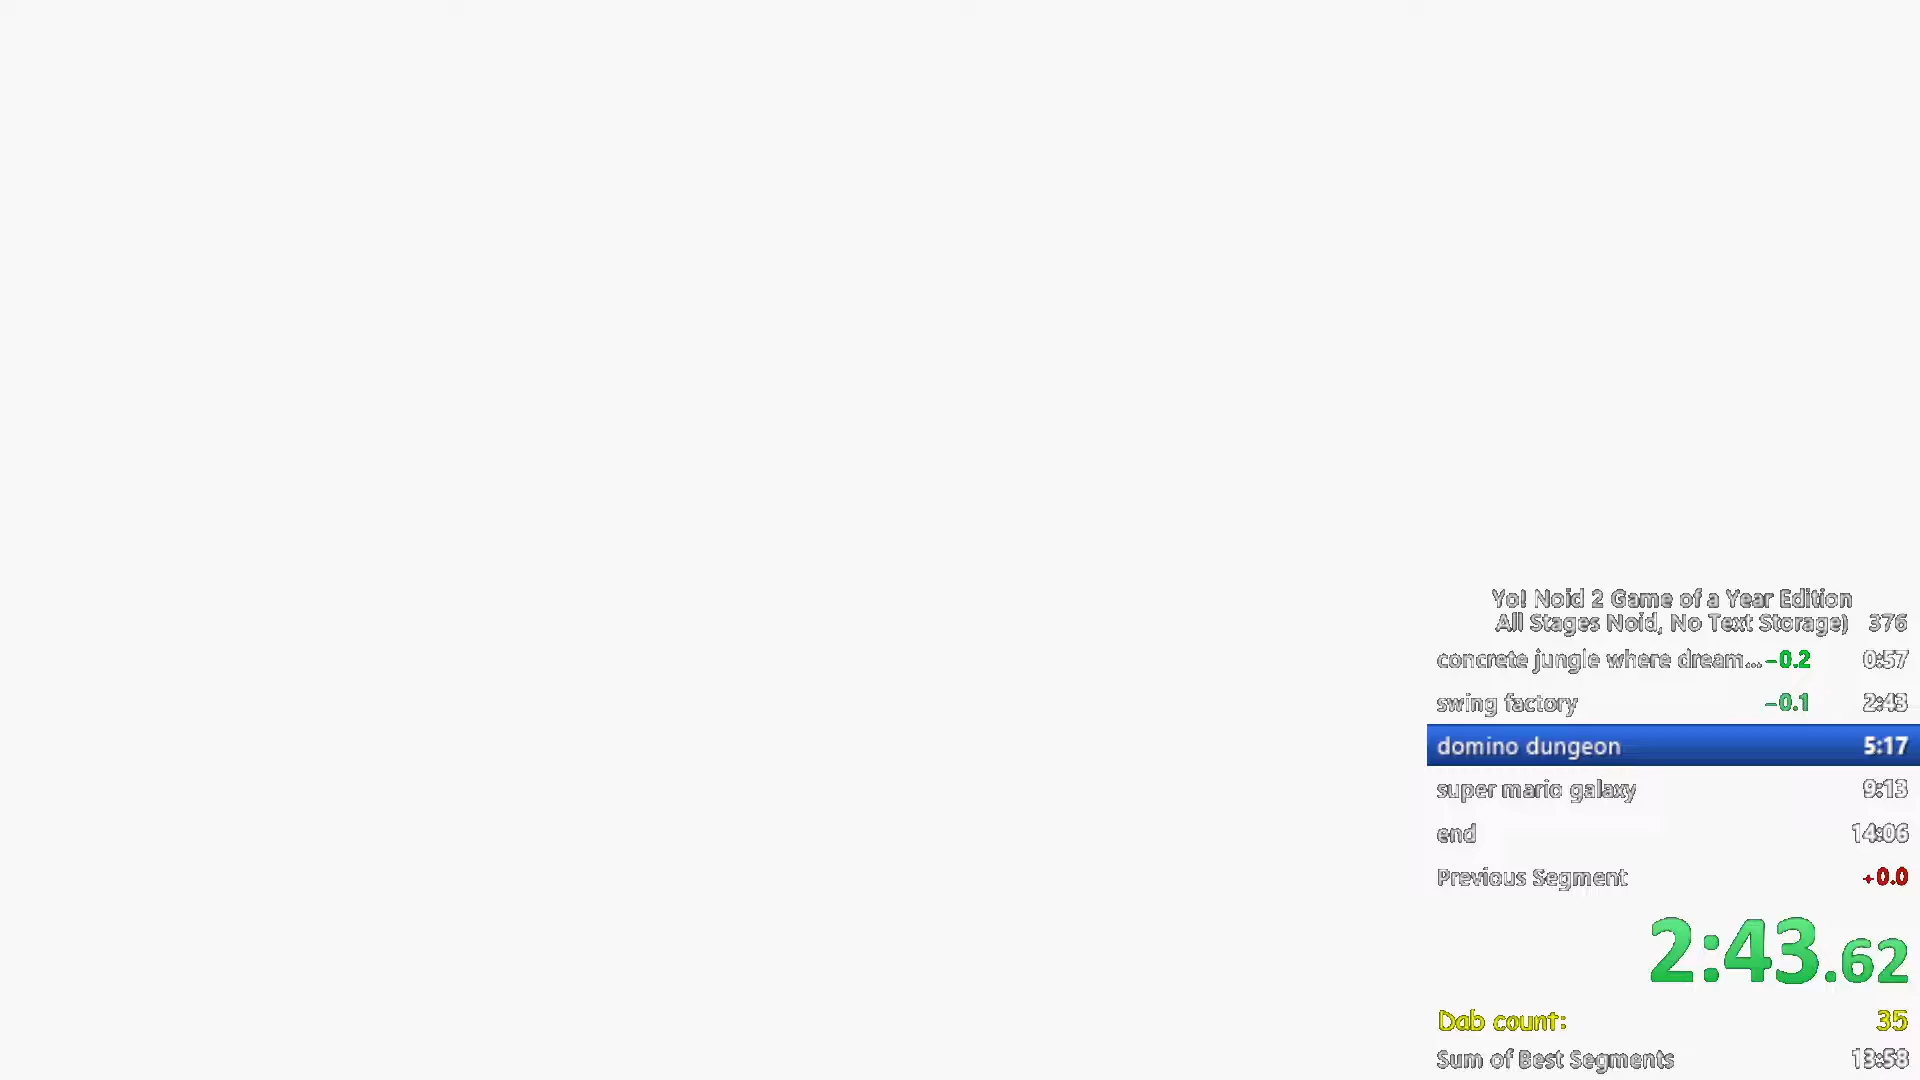 Yo! Noid 2 Game of a Year Edition
All Stages Noid, No Text Storage) 376
concrete jungle where dream... -0.2 0:57
swing factory -0.1 2:43
domino dungeon 5:17
super mario galaxy 9:13
end 14:06
Previous Segment +0.0
2:43.62
Dab count: 35
Sum of Best Segments 13:58